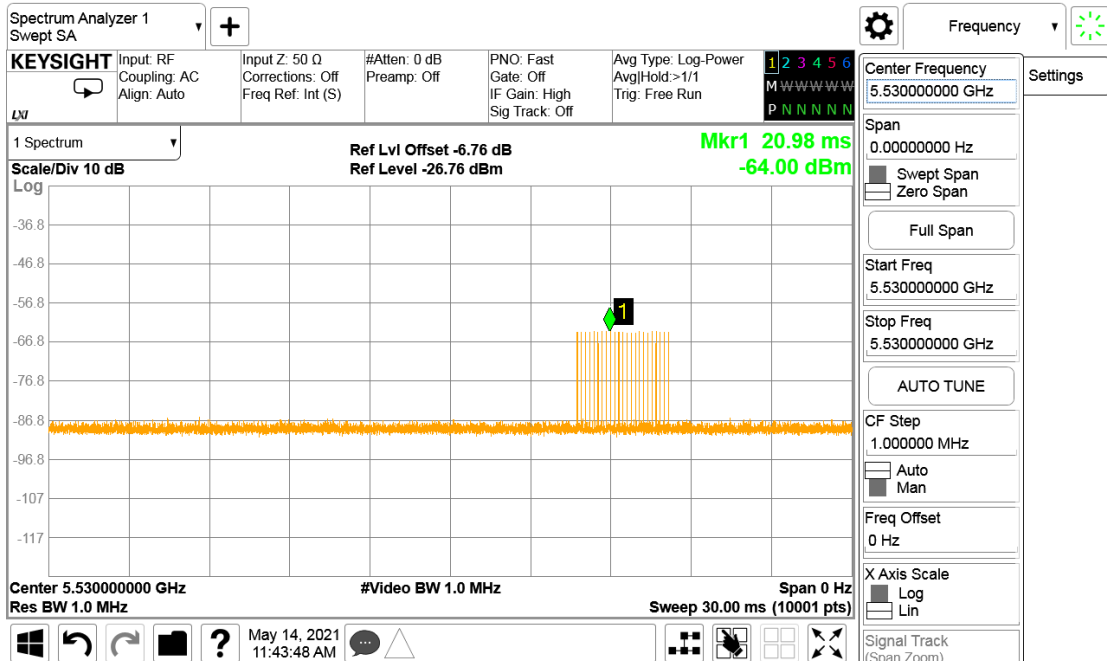 Spectrum Analyzer 1
Swept SA
+
Frequency
KEYSIGHT
LXI
Input: RF
Coupling: AC
Align: Auto
Input Z: 50 Ω
Corrections: Off
Freq Ref: Int (S)
#Atten: 0 dB
Preamp: Off
PNO: Fast
Gate: Off
IF Gain: High
Sig Track: Off
Avg Type: Log-Power
Avg|Hold:>1/1
Trig: Free Run
1 2 3 4 5 6
M W W W W W W
P N N N N N
1 Spectrum
Scale/Div 10 dB
Log
Ref Lvl Offset -6.76 dB
Ref Level -26.76 dBm
Mkr1 20.98 ms
-64.00 dBm
-36.8
-46.8
-56.8
1
-66.8
-76.8
-86.8
-96.8
-107
-117
Center 5.530000000 GHz
Res BW 1.0 MHz
#Video BW 1.0 MHz
Span 0 Hz
Sweep 30.00 ms (10001 pts)
?
May 14, 2021
11:43:48 AM
Center Frequency
5.530000000 GHz
Settings
Span
0.00000000 Hz
Swept Span
Zero Span
Full Span
Start Freq
5.530000000 GHz
Stop Freq
5.530000000 GHz
AUTO TUNE
CF Step
1.000000 MHz
Auto
Man
Freq Offset
0 Hz
X Axis Scale
Log
Lin
Signal Track
(Span Zoom)